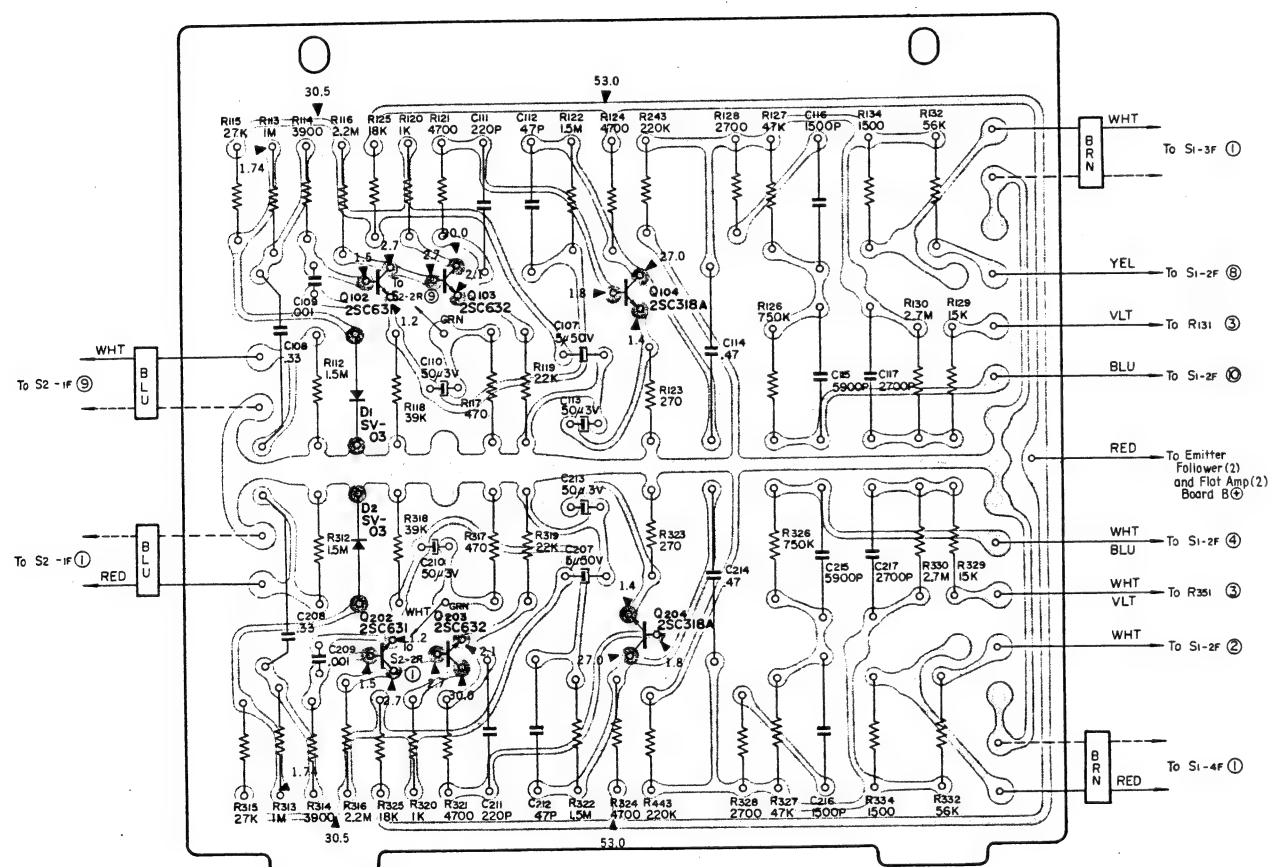 53.0
30.5
R115 27K
R113 1M
R114 3900
R116 2.2M
R125 18K
R120 1K
R121 4700
C111 220P
C112 47P
R122 1.5M
R124 4700
R243 220K
R128 2700
R127 47K
C116 1500P
R134 1500
R132 56K
WHT
BRN
To S1-3F ①
1.74
30.0
2.7
2.7
1.5
2.1
27.0
1.8
To S2-2R ⑨
YEL
To S1-2F ⑧
C109 .001
Q102 2SC631
Q103 2SC632
Q104 2SC318A
1.2
GRN
1.4
C108 .33
R112 1.5M
C107 5µ50V
R126 750K
R130 2.7M
R129 15K
VLT
To R131 ③
WHT
BLU
To S2-1F ⑨
C110 50µ3V
R119 22K
C114 .47
C115 5900P
C117 2700P
BLU
To S1-2F ⑩
D1 SV-03
R118 39K
R117 470
C113 50µ3V
R123 270
RED
To Emitter
Follower (2)
and Flat Amp (2)
Board B⊕
D2 SV-03
C213 50µ3V
R318 39K
R312 1.5M
R317 470
R319 22K
R323 270
R326 750K
C210 50µ3V
C207 5µ50V
C214 .47
C215 5900P
C217 2700P
R330 2.7M
R329 15K
WHT
BLU
To S1-2F ④
BLU
To S2-1F ①
RED
WHT
VLT
To R351 ③
1.4
C208 .33
Q202 2SC631
WHT
GRN
Q203 2SC632
Q204 2SC318A
1.2
To S2-2R ①
2.1
1.8
27.0
WHT
To S1-2F ②
C209 .001
1.5
2.7
2.7
30.0
1.74
BRN
RED
To S1-4F ①
R315 27K
R313 1M
R314 3900
R316 2.2M
R325 18K
R320 1K
R321 4700
C211 220P
C212 47P
R322 1.5M
R324 4700
R443 220K
R328 2700
R327 47K
C216 1500P
R334 1500
R332 56K
30.5
53.0